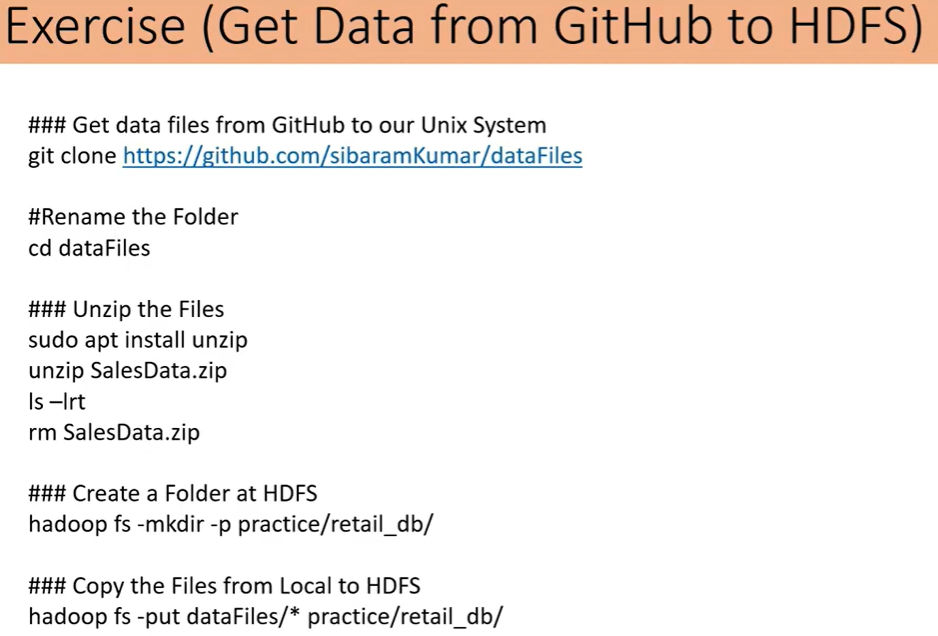 Exercise (Get Data from GitHub to HDFS)
### Get data files from GitHub to our Unix System
git clone https://github.com/sibaramKumar/dataFiles
#Rename the Folder
cd dataFiles
### Unzip the Files
sudo apt install unzip
unzip SalesData.zip
ls –lrt
rm SalesData.zip
### Create a Folder at HDFS
hadoop fs -mkdir -p practice/retail_db/
### Copy the Files from Local to HDFS
hadoop fs -put dataFiles/* practice/retail_db/